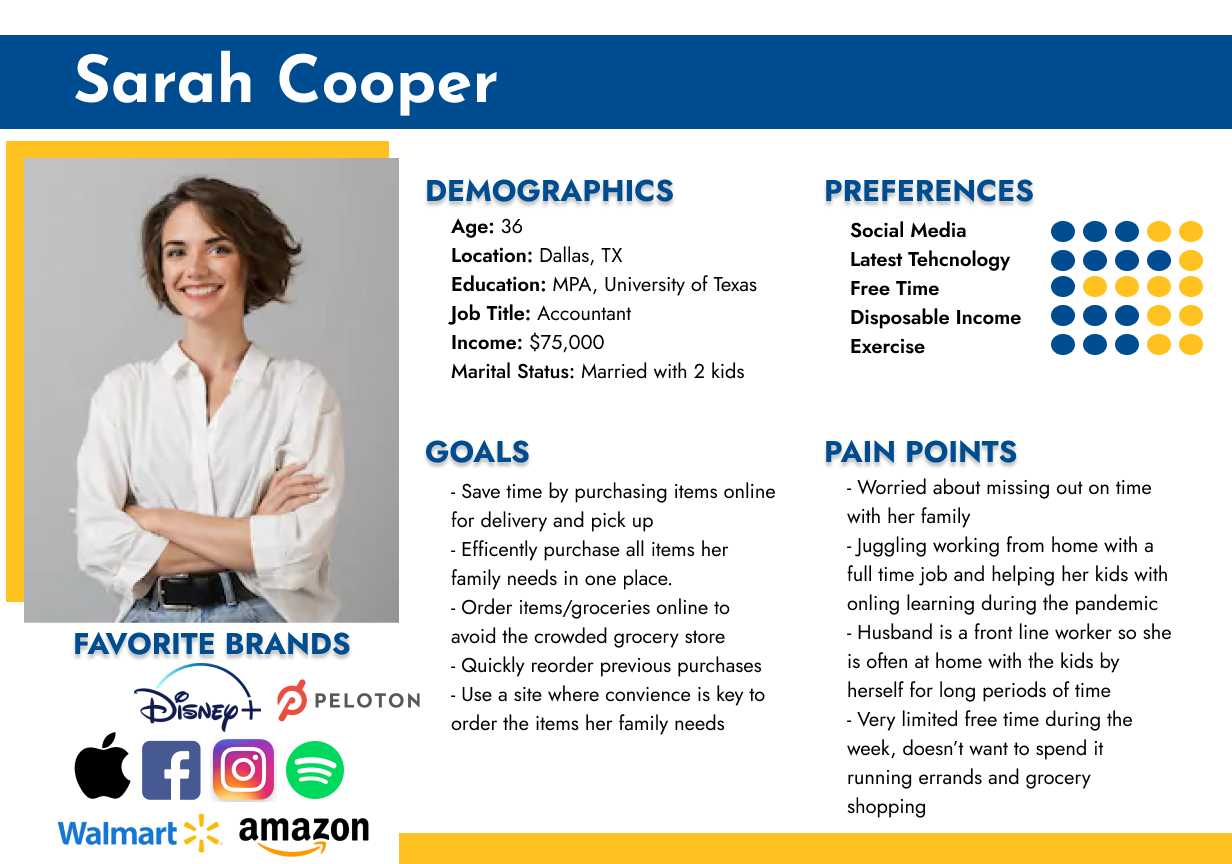 Sarah Cooper
DEMOGRAPHICS
Age: 36
Location: Dallas, TX
Education: MPA, University of Texas
Job Title: Accountant
Income: $75,000
Marital Status: Married with 2 kids
PREFERENCES
Social Media
Latest Tehcnology
Free Time
Disposable Income
Exercise
GOALS
- Save time by purchasing items online
for delivery and pick up
- Efficently purchase all items her
family needs in one place.
- Order items/groceries online to
avoid the crowded grocery store
- Quickly reorder previous purchases
- Use a site where convience is key to
order the items her family needs
PAIN POINTS
- Worried about missing out on time
with her family
- Juggling working from home with a
full time job and helping her kids with
onling learning during the pandemic
- Husband is a front line worker so she
is often at home with the kids by
herself for long periods of time
- Very limited free time during the
week, doesn’t want to spend it
running errands and grocery
shopping
FAVORITE BRANDS
Disney+ PELOTON
f
Walmart amazon